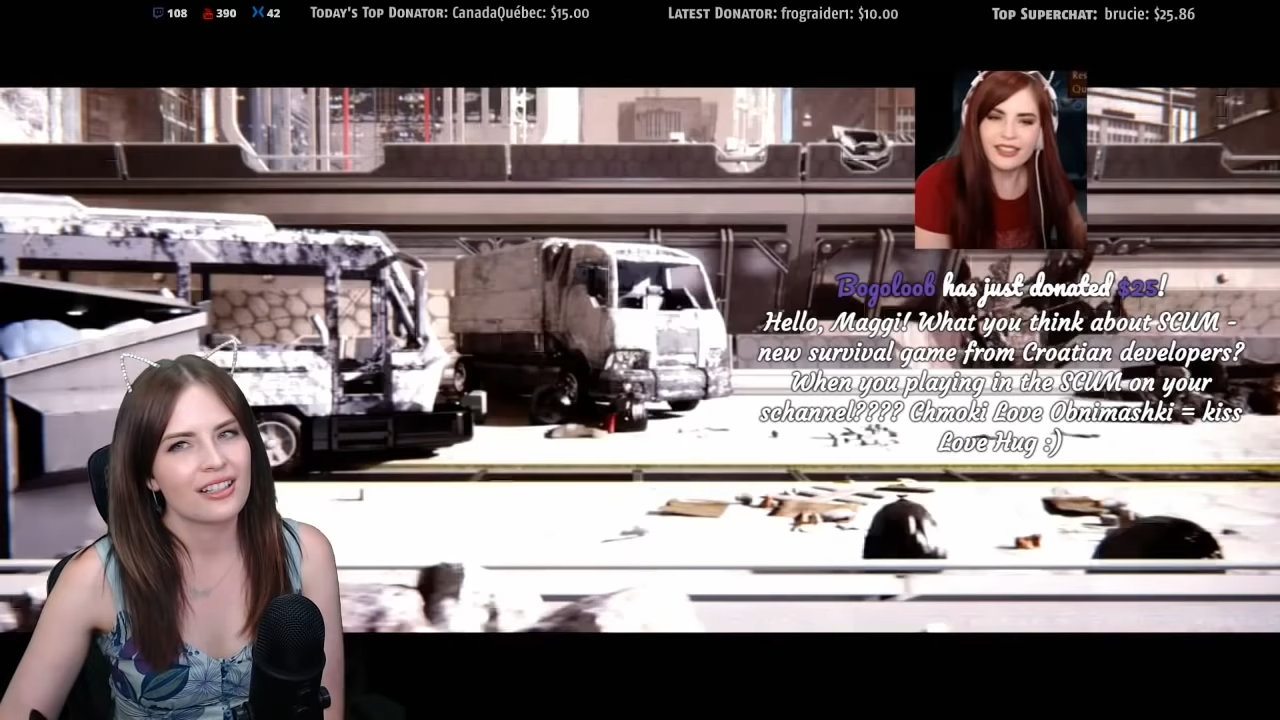 108 390 42 Today's Top Donator: CanadaQuébec: $15.00 Latest Donator: frograider1: $10.00 Top Superchat: brucie: $25.86
Res
Qu
Bogoloob has just donated $25!
Hello, Maggi! What you think about SCUM -
new survival game from Croatian developers?
When you playing in the SCUM on your
schannel???? Chmoki Love Obnimashki = kiss
Love Hug :)